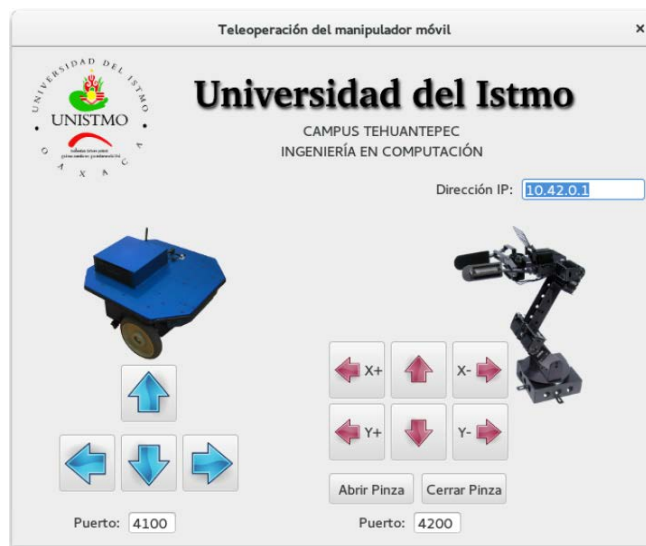 Teleoperación del manipulador móvil
×
UNIVERSIDAD DEL ISTMO
UNISTMO
OAXACA
Universidad del Istmo
CAMPUS TEHUANTEPEC
INGENIERÍA EN COMPUTACIÓN
Dirección IP: 10.42.0.1
X+ X-
Y+ Y-
Abrir Pinza Cerrar Pinza
Puerto: 4100
Puerto: 4200